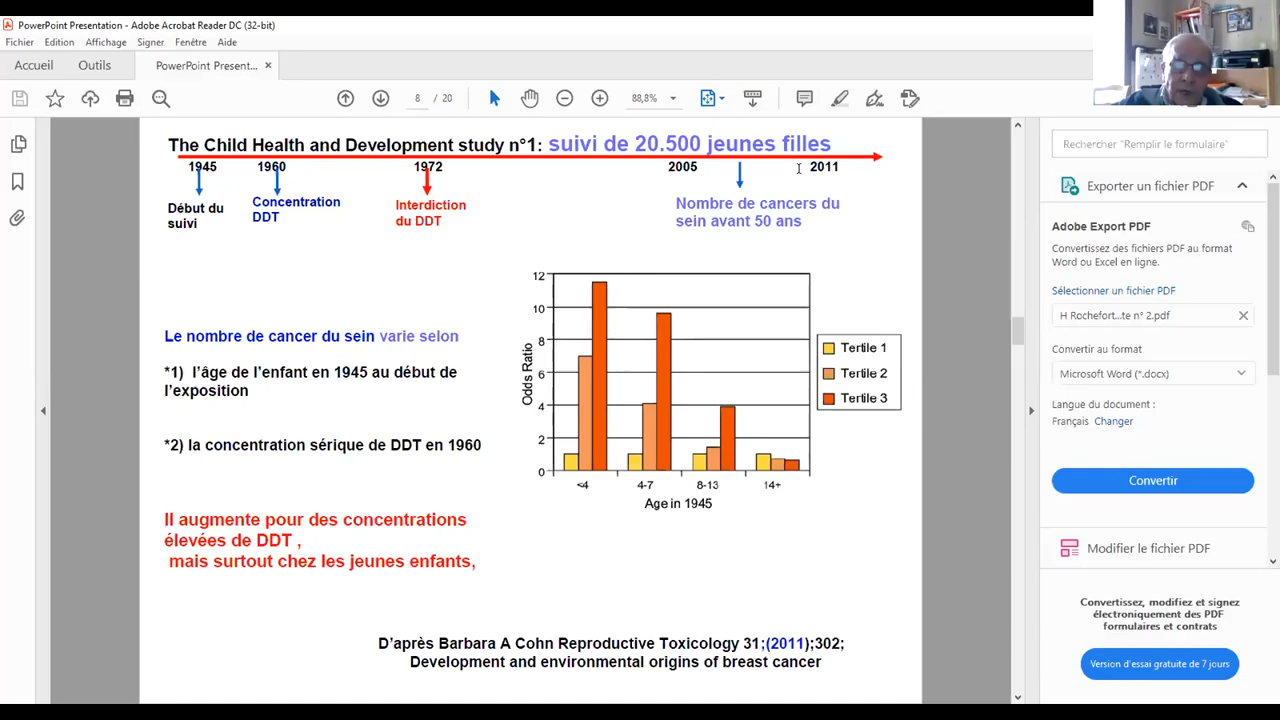 PowerPoint Presentation - Adobe Acrobat Reader DC (32-bit)
Fichier Edition Affichage Signer Fenêtre Aide
Accueil Outils PowerPoint Present... ×
8 / 20 88,8%
The Child Health and Development study n°1: suivi de 20.500 jeunes filles
1945 1960 1972 2005 2011
Début du
suivi
Concentration
DDT
Interdiction
du DDT
Nombre de cancers du
sein avant 50 ans
Le nombre de cancer du sein varie selon
*1) l'âge de l'enfant en 1945 au début de
l'exposition
*2) la concentration sérique de DDT en 1960
Il augmente pour des concentrations
élevées de DDT ,
mais surtout chez les jeunes enfants,
12
10
8
6
4
2
0
Odds Ratio
<4 4-7 8-13 14+
Age in 1945
Tertile 1
Tertile 2
Tertile 3
D'après Barbara A Cohn Reproductive Toxicology 31;(2011);302;
Development and environmental origins of breast cancer
Rechercher "Remplir le formulaire"
Exporter un fichier PDF
Adobe Export PDF
Convertissez des fichiers PDF au format
Word ou Excel en ligne.
Sélectionner un fichier PDF
H Rochefort...te n° 2.pdf
Convertir au format
Microsoft Word (*.docx)
Langue du document :
Français Changer
Convertir
Modifier le fichier PDF
Convertissez, modifiez et signez
électroniquement des PDF
formulaires et contrats
Version d'essai gratuite de 7 jours